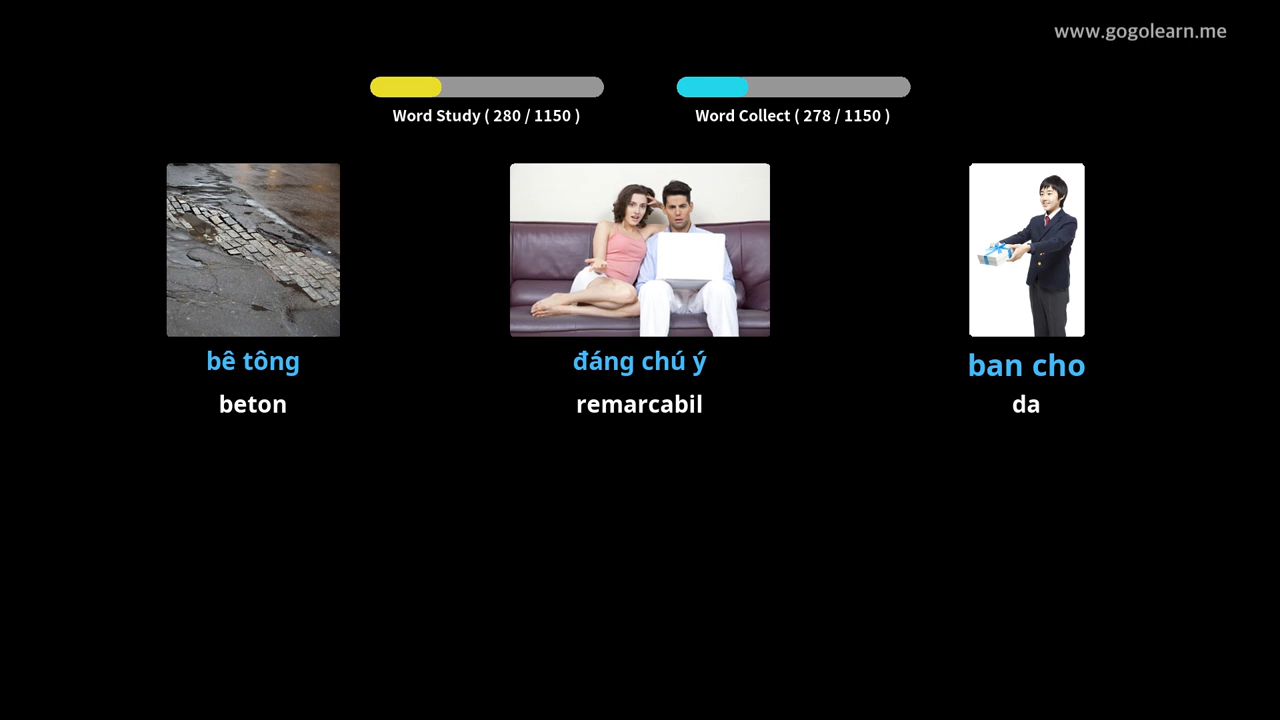 www.gogolearn.me
Word Study ( 280 / 1150 )
Word Collect ( 278 / 1150 )
bê tông
beton
đáng chú ý
remarcabil
ban cho
da